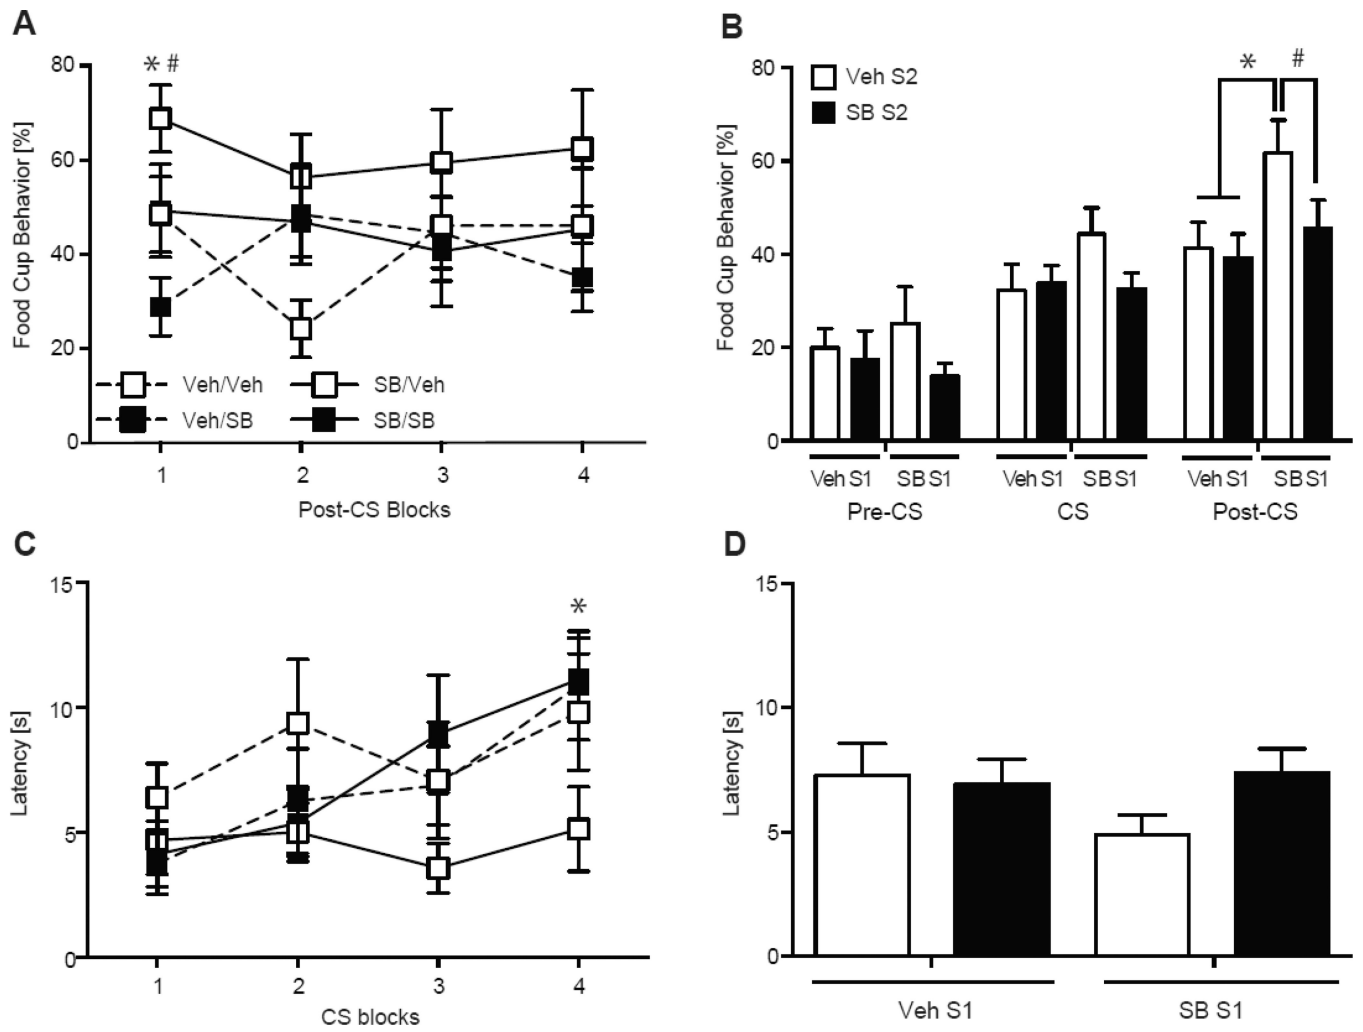 A
* #
80
60
40
20
0
Food Cup Behavior [%]
Veh/Veh
SB/Veh
Veh/SB
SB/SB
1 2 3 4
Post-CS Blocks
B
Veh S2
SB S2
* #
80
60
40
20
0
Food Cup Behavior [%]
Veh S1 SB S1 Veh S1 SB S1 Veh S1 SB S1
Pre-CS CS Post-CS
C
*
15
10
5
0
Latency [s]
1 2 3 4
CS blocks
D
15
10
5
0
Latency [s]
Veh S1 SB S1